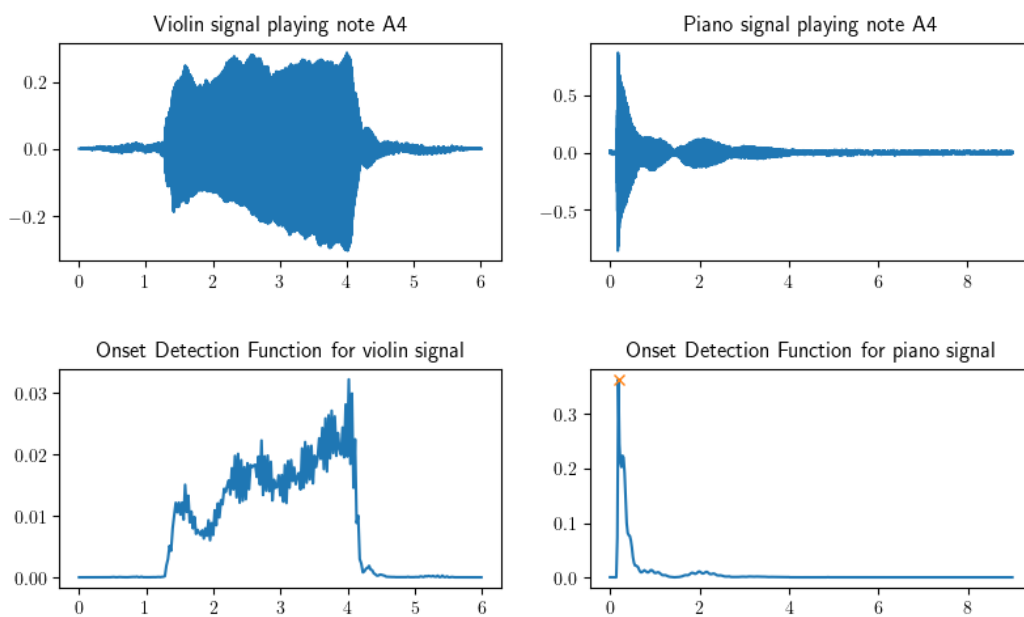 Violin signal playing note A4
0.2
0.0
−0.2
0 1 2 3 4 5 6
Piano signal playing note A4
0.5
0.0
−0.5
0 2 4 6 8
Onset Detection Function for violin signal
0.03
0.02
0.01
0.00
0 1 2 3 4 5 6
Onset Detection Function for piano signal
0.3
0.2
0.1
0.0
0 2 4 6 8